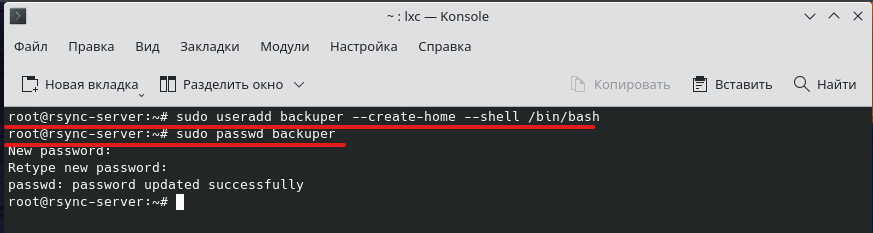 ~ : lxc — Konsole
Файл Правка Вид Закладки Модули Настройка Справка
Новая вкладка Разделить окно Копировать Вставить Найти
root@rsync-server:~# sudo useradd backuper --create-home --shell /bin/bash
root@rsync-server:~# sudo passwd backuper
New password:
Retype new password:
passwd: password updated successfully
root@rsync-server:~#